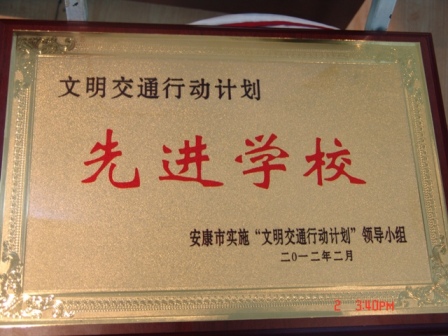 文明交通行动计划
先进学校
安康市实施“文明交通行动计划”领导小组
二〇一二年二月
2 3:40PM